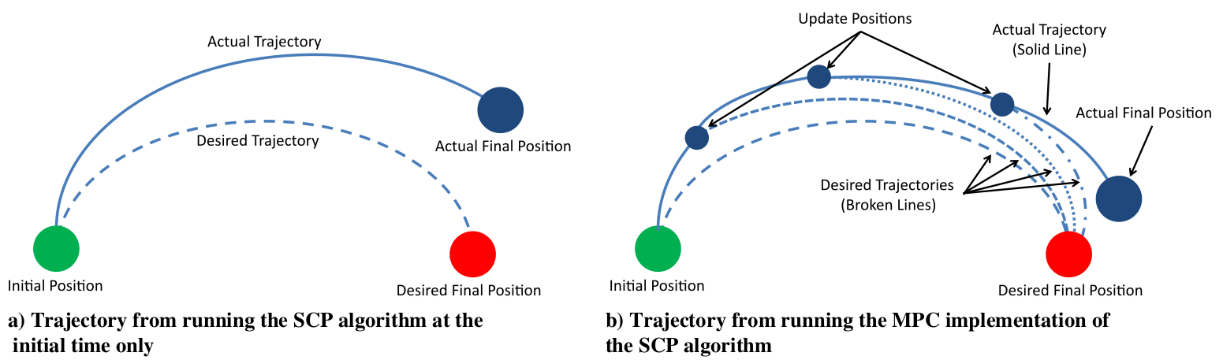 Actual Trajectory
Desired Trajectory
Actual Final Position
Initial Position
Desired Final Position
a) Trajectory from running the SCP algorithm at the
initial time only
Update Positions
Actual Trajectory
(Solid Line)
Actual Final Position
Desired Trajectories
(Broken Lines)
Initial Position
Desired Final Position
b) Trajectory from running the MPC implementation of
the SCP algorithm